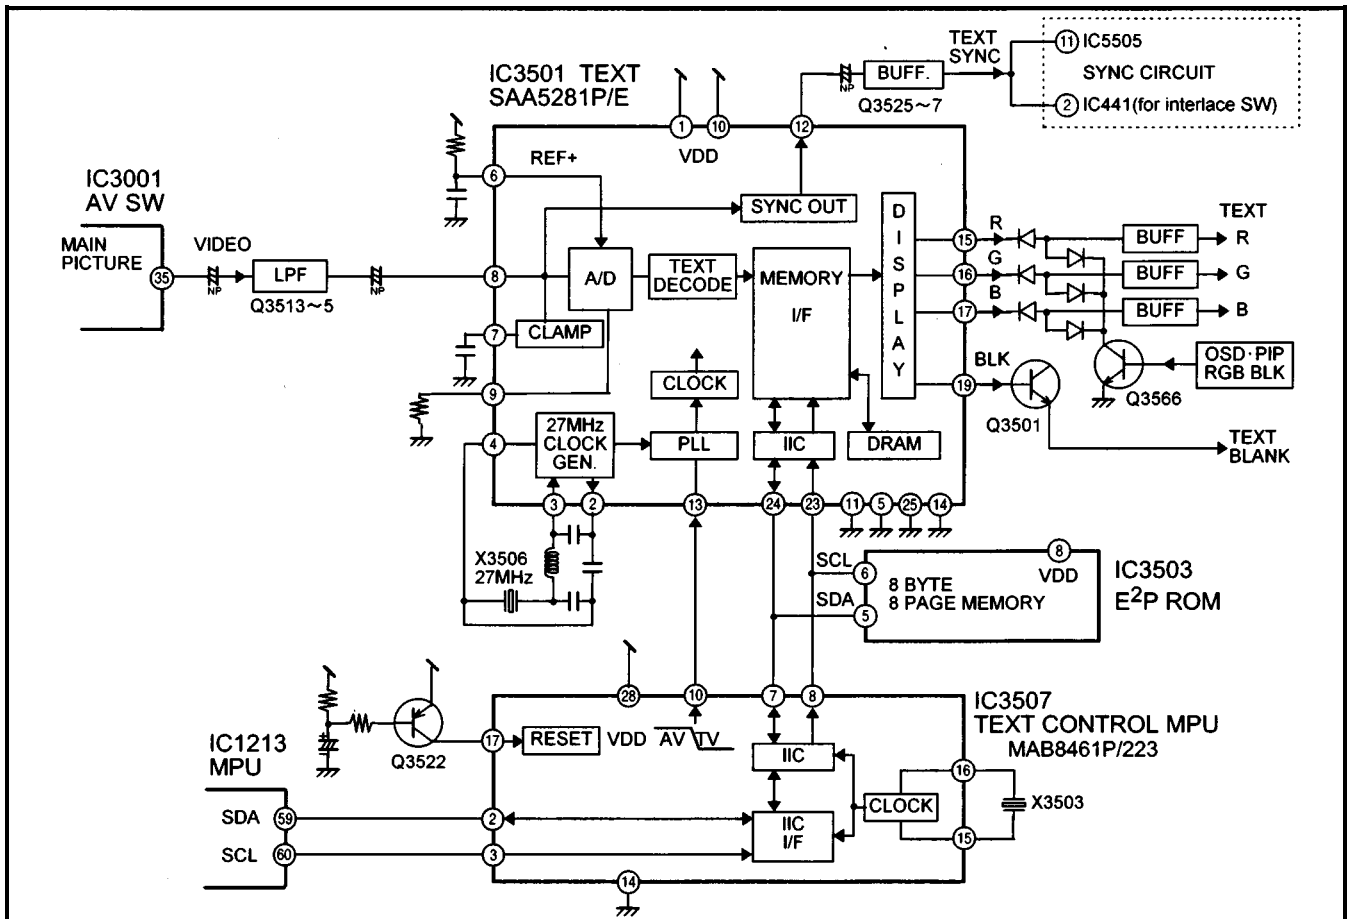 TEXT
SYNC
11 IC5505
SYNC CIRCUIT
2 IC441(for interlace SW)
NP
BUFF.
Q3525~7
IC3501 TEXT
SAA5281P/E
1
10
12
VDD
REF+
6
IC3001
AV SW
MAIN
PICTURE
35
VIDEO
NP
LPF
Q3513~5
NP
8
A/D
TEXT
DECODE
MEMORY
I/F
SYNC OUT
D
I
S
P
L
A
Y
15
R
16
G
17
B
BUFF
BUFF
BUFF
TEXT
R
G
B
7
CLAMP
9
CLOCK
BLK
19
Q3501
Q3566
OSD·PIP
RGB BLK
TEXT
BLANK
4
27MHz
CLOCK
GEN.
PLL
IIC
DRAM
3
2
13
24
23
11
5
25
14
X3506
27MHz
SCL
6
SDA
5
8 BYTE
8 PAGE MEMORY
8
VDD
IC3503
E²P ROM
28
10
7
8
IC3507
TEXT CONTROL MPU
MAB8461P/223
Q3522
17
RESET
VDD
AV TV
IIC
CLOCK
16
15
X3503
IC1213
MPU
SDA
59
2
IIC
I/F
SCL
60
3
14